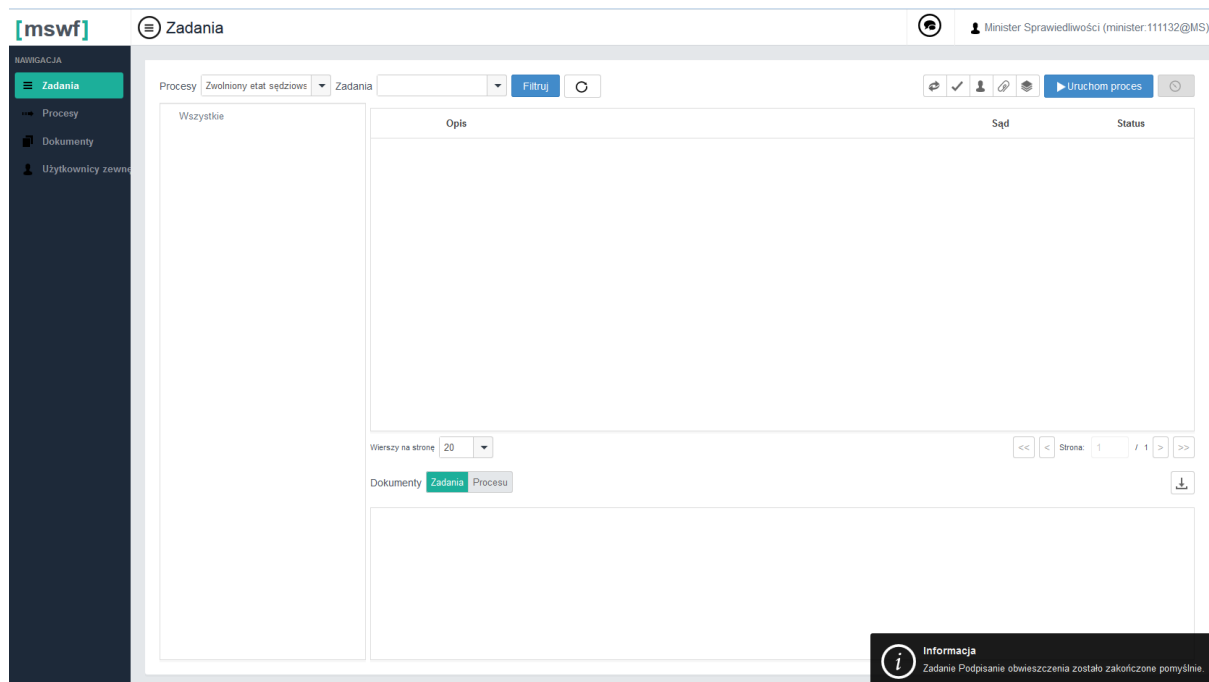 [mswf]
Zadania
Minister Sprawiedliwości (minister:111132@MS)
NAWIGACJA
Zadania
Procesy
Dokumenty
Użytkownicy zewnę
Procesy Zwolniony etat sędziows Zadania Filtruj Uruchom proces
Wszystkie
Opis Sąd Status
Wierszy na stronę 20 << < Strona: 1 / 1 > >>
Dokumenty Zadania Procesu
Informacja
Zadanie Podpisanie obwieszczenia zostało zakończone pomyślnie.